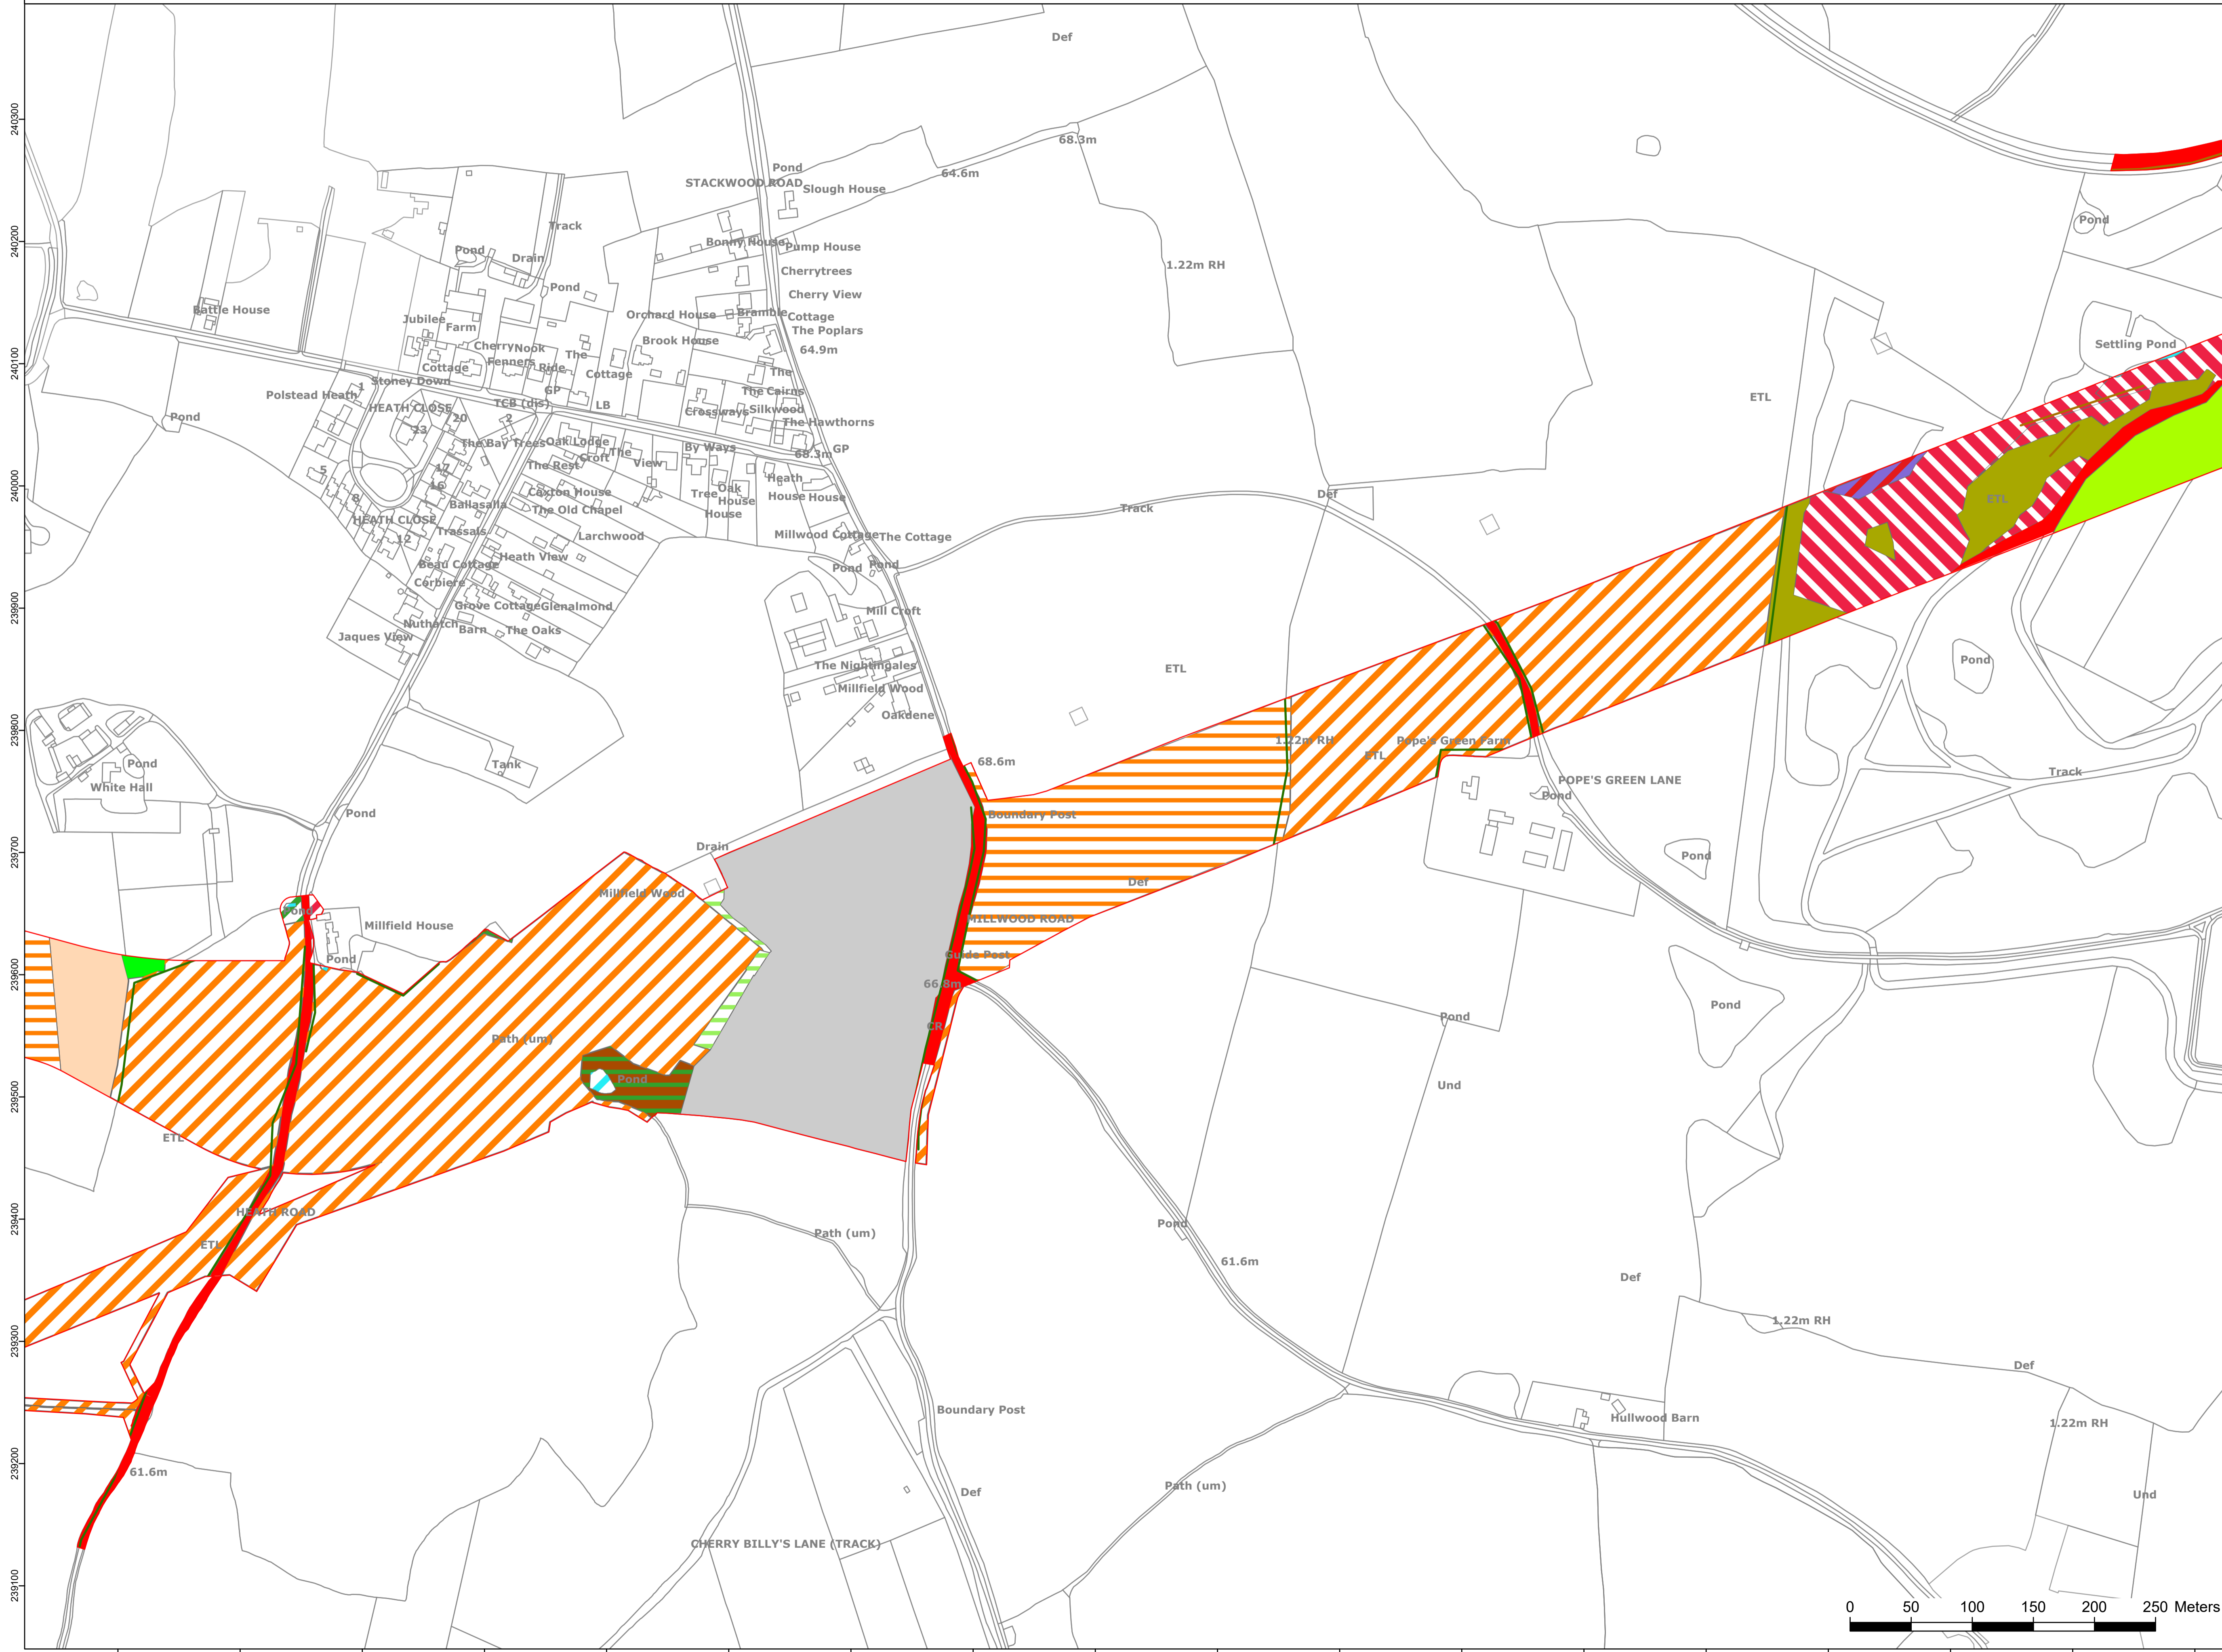 Def
240300
68.3m
Pond
64.6m
STACKWOOD ROAD
Slough House
Pond
Track
240200
Bonny House
Pump House
Pond
Drain
1.22m RH
Cherrytrees
Pond
Cherry View
Battle House
Orchard House
Bramble
Cottage
Jubilee
Farm
The Poplars
Brook House
Settling Pond
Cherry
Nook
64.9m
240100
The
Fenners
Ride
Cottage
Cottage
The
Stoney Down
1
GP
The Cairns
Polstead Heath
ETL
TCB (dis)
LB
HEATH CLOSE
Crossways
Silkwood
Pond
20
2
The Hawthorns
23
The Bay Trees
Oak Lodge
By Ways
GP
The
Croft
68.3m
View
The Rest
17
5
Heath
240000
16
Oak
Caxton House
Tree
House
House
House
8
Def
ETL
Ballasalla
The Old Chapel
Track
House
HEATH CLOSE
Trassals
12
Larchwood
Millwood Cottage
The Cottage
Heath View
Beau Cottage
Pond
Pond
Corbiere
239900
Grove Cottage
Glenalmond
Mill Croft
Nuthatch
Barn
The Oaks
Jaques View
Pond
The Nightingales
ETL
Millfield Wood
Oakdene
239800
1.22m RH
Pope's Green Farm
ETL
Pond
Tank
68.6m
Track
White Hall
POPE'S GREEN LANE
Pond
Pond
Boundary Post
239700
Drain
Pond
Def
Millfield Wood
Pond
MILLWOOD ROAD
Millfield House
Guide Post
Pond
239600
66.8m
Pond
Pond
CR
Path (um)
Pond
Und
239500
ETL
239400
HEATH ROAD
Pond
Path (um)
ETL
61.6m
Def
239300
1.22m RH
Def
Boundary Post
Hullwood Barn
1.22m RH
239200
61.6m
Path (um)
Def
Und
CHERRY BILLY'S LANE (TRACK)
239100
0 50 100 150 200 250 Meters